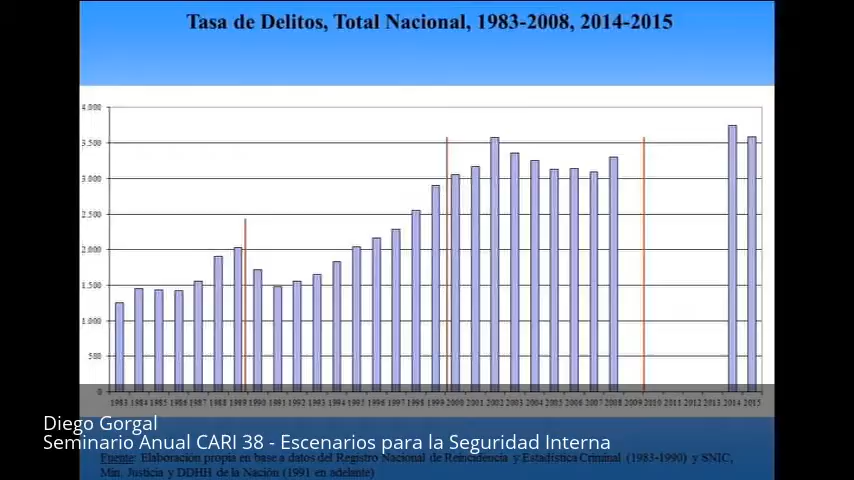 Tasa de Delitos, Total Nacional, 1983-2008, 2014-2015
4.000
3.500
3.000
2.500
2.000
1.500
1.000
500
0
1983 1984 1985 1986 1987 1988 1989 1990 1991 1992 1993 1994 1995 1996 1997 1998 1999 2000 2001 2002 2003 2004 2005 2006 2007 2008 2009 2010 2011 2012 2013 2014 2015
Diego Gorgal
Seminario Anual CARI 38 - Escenarios para la Seguridad Interna
Fuente: Elaboración propia en base a datos del Registro Nacional de Reincidencia y Estadística Criminal (1983-1990) y SNIC,
Min. Justicia y DDHH de la Nación (1991 en adelante)